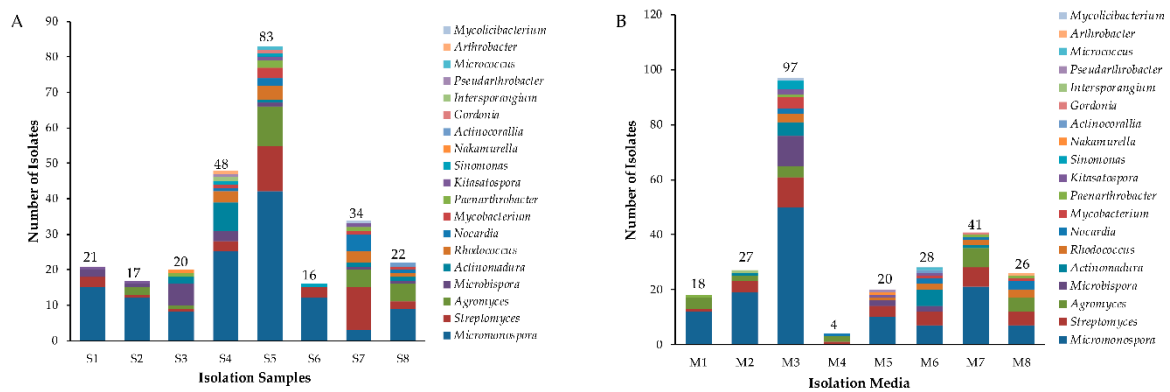 A
Number of Isolates
90
80
70
60
50
40
30
20
10
0
21
17
20
48
83
16
34
22
S1 S2 S3 S4 S5 S6 S7 S8
Isolation Samples
Mycolicibacterium
Arthrobacter
Micrococcus
Pseudarthrobacter
Intersporangium
Gordonia
Actinocorallia
Nakamurella
Sinomonas
Kitasatospora
Paenarthrobacter
Mycobacterium
Nocardia
Rhodococcus
Actinomadura
Microbispora
Agromyces
Streptomyces
Micromonospora
B
Number of Isolates
120
100
80
60
40
20
0
18
27
97
4
20
28
41
26
M1 M2 M3 M4 M5 M6 M7 M8
Isolation Media
Mycolicibacterium
Arthrobacter
Micrococcus
Pseudarthrobacter
Intersporangium
Gordonia
Actinocorallia
Nakamurella
Sinomonas
Kitasatospora
Paenarthrobacter
Mycobacterium
Nocardia
Rhodococcus
Actinomadura
Microbispora
Agromyces
Streptomyces
Micromonospora